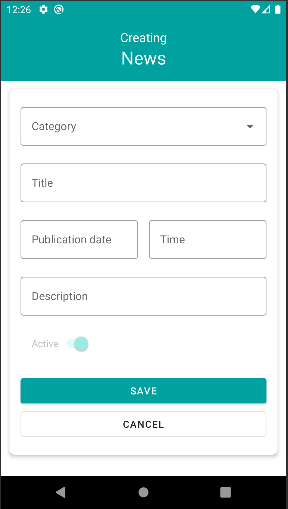 12:26
Creating
News
Category
Title
Publication date Time
Description
Active
SAVE
CANCEL